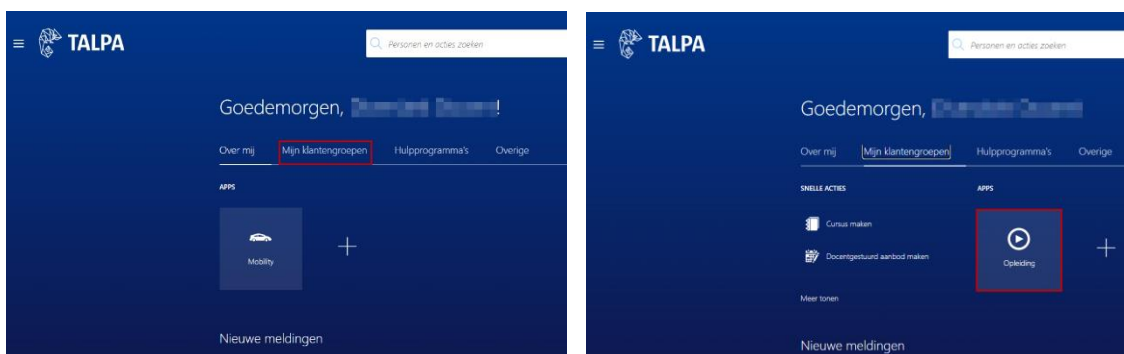 TALPA
Personen en acties zoeken
Goedemorgen, !
Over mij Mijn klantengroepen Hulpprogramma's Overige
APPS
Mobility
Nieuwe meldingen
TALPA
Personen en acties zoeken
Goedemorgen,
Over mij Mijn klantengroepen Hulpprogramma's Overige
SNELLE ACTIES APPS
Cursus maken
Docentgestuurd aanbod maken
Opleiding
Meer tonen
Nieuwe meldingen